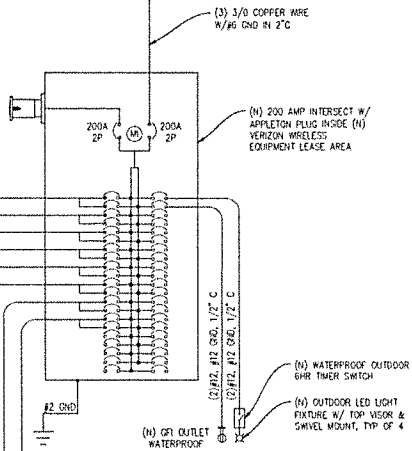 (3) 3/0 COPPER WIRE
W/#6 GND IN 2"C
(N) 200 AMP INTERSECT W/
APPLETON PLUG INSIDE (N)
VERIZON WIRELESS
EQUIPMENT LEASE AREA
200A
2P
M1
200A
2P
(2)#12, #12 GND, 1/2" C
(2)#12, #12 GND, 1/2" C
(N) WATERPROOF OUTDOOR
6HR TIMER SWITCH
(N) OUTDOOR LED LIGHT
FIXTURE W/ TOP VISOR &
SWIVEL MOUNT, TYP OF 4
#2 GND
(N) GFI OUTLET
WATERPROOF